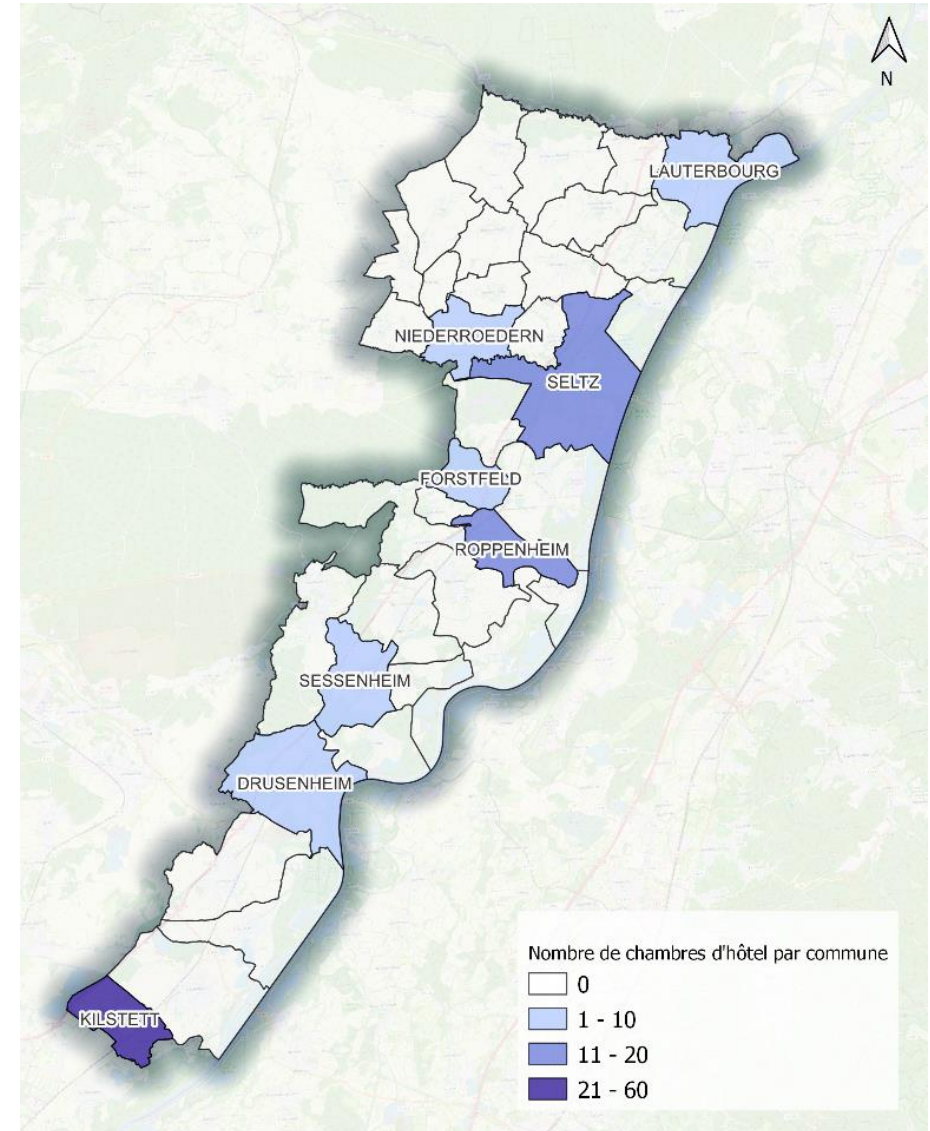 N
LAUTERBOURG
NIEDERROEDERN
SELTZ
FORSTFELD
ROPPENHEIM
SESSENHEIM
DRUSENHEIM
KILSTETT
Nombre de chambres d'hôtel par commune
0
1 - 10
11 - 20
21 - 60